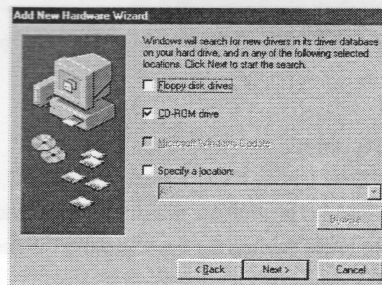 Add New Hardware Wizard
Windows will search for new drivers in its driver database
on your hard drive, and in any of the following selected
locations. Click Next to start the search.
Floppy disk drives
CD-ROM drive
Microsoft Windows Update
Specify a location:
Browse...
< Back
Next >
Cancel